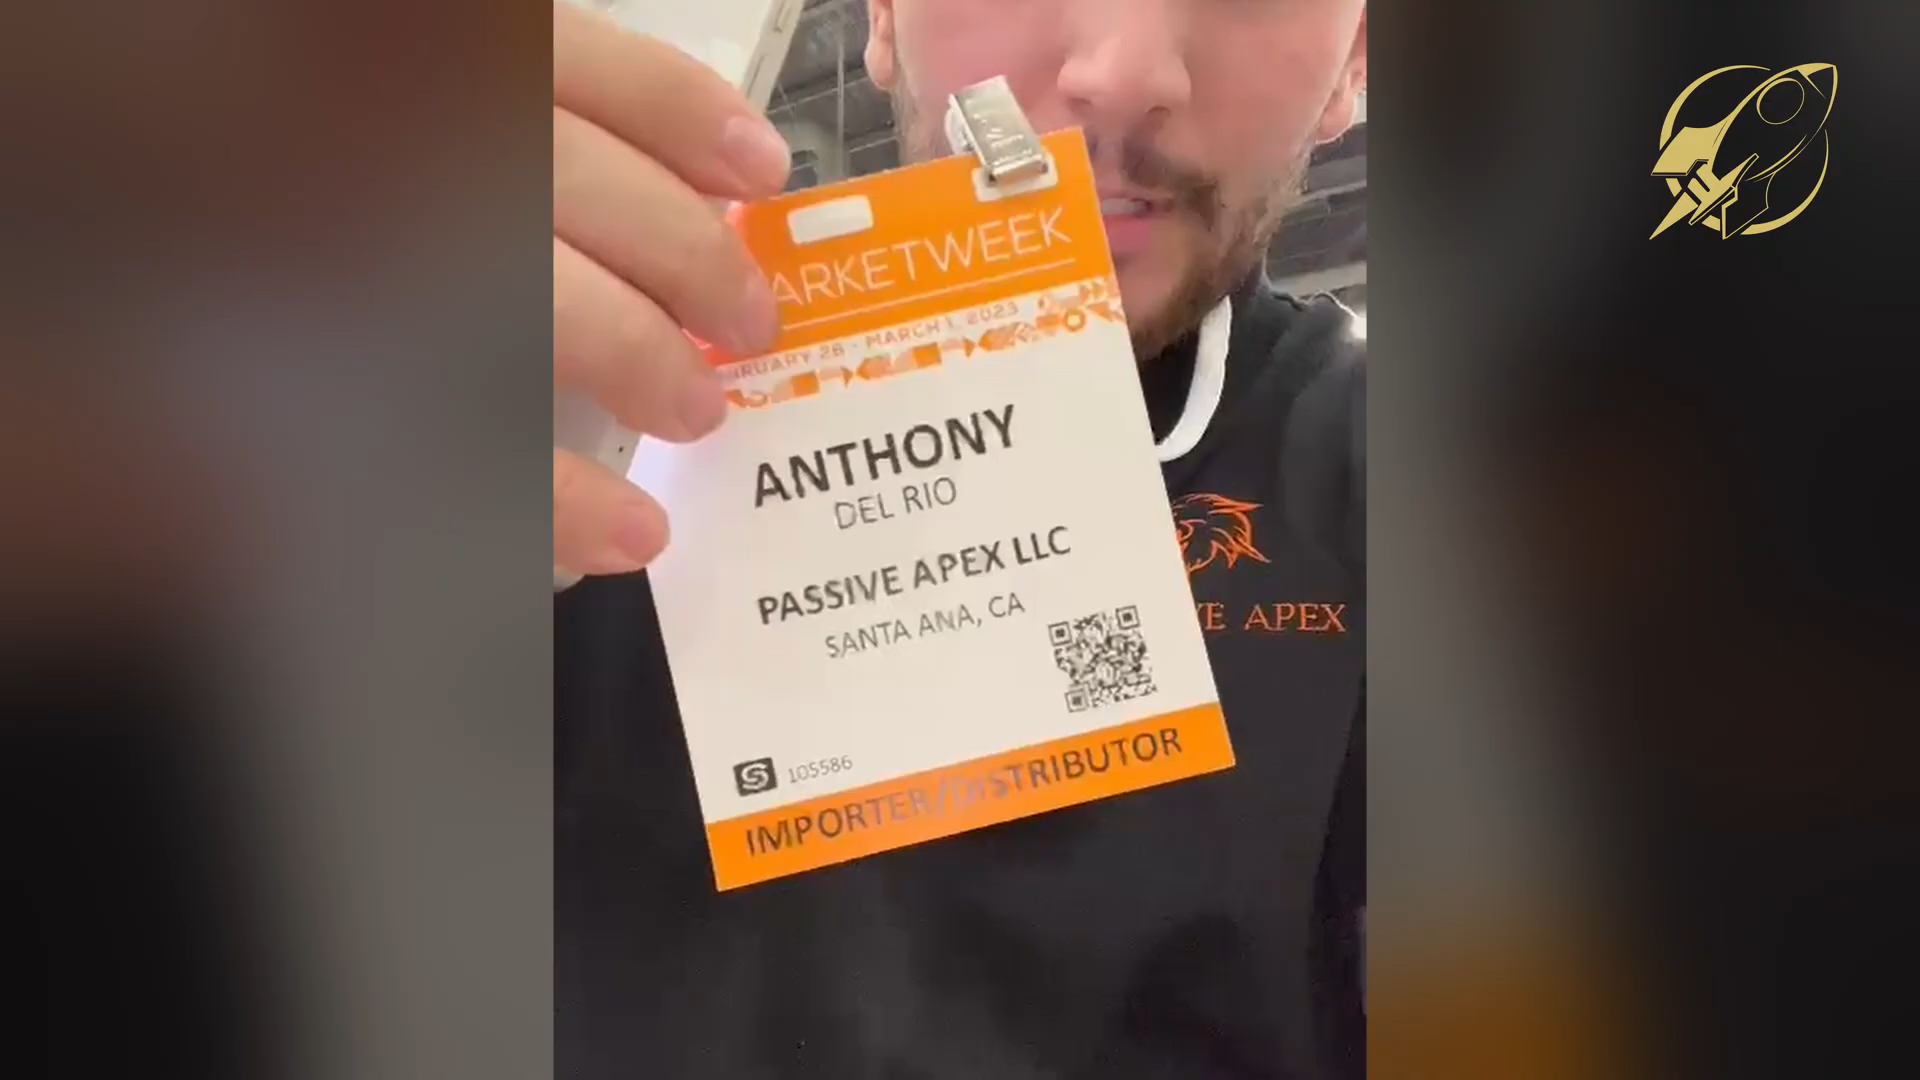 ARKETWEEK
RUARY 26 - MARCH 1, 2023
ANTHONY
DEL RIO
PASSIVE APEX LLC
SANTA ANA, CA
VE APEX
S 105586
IMPORTER/DISTRIBUTOR